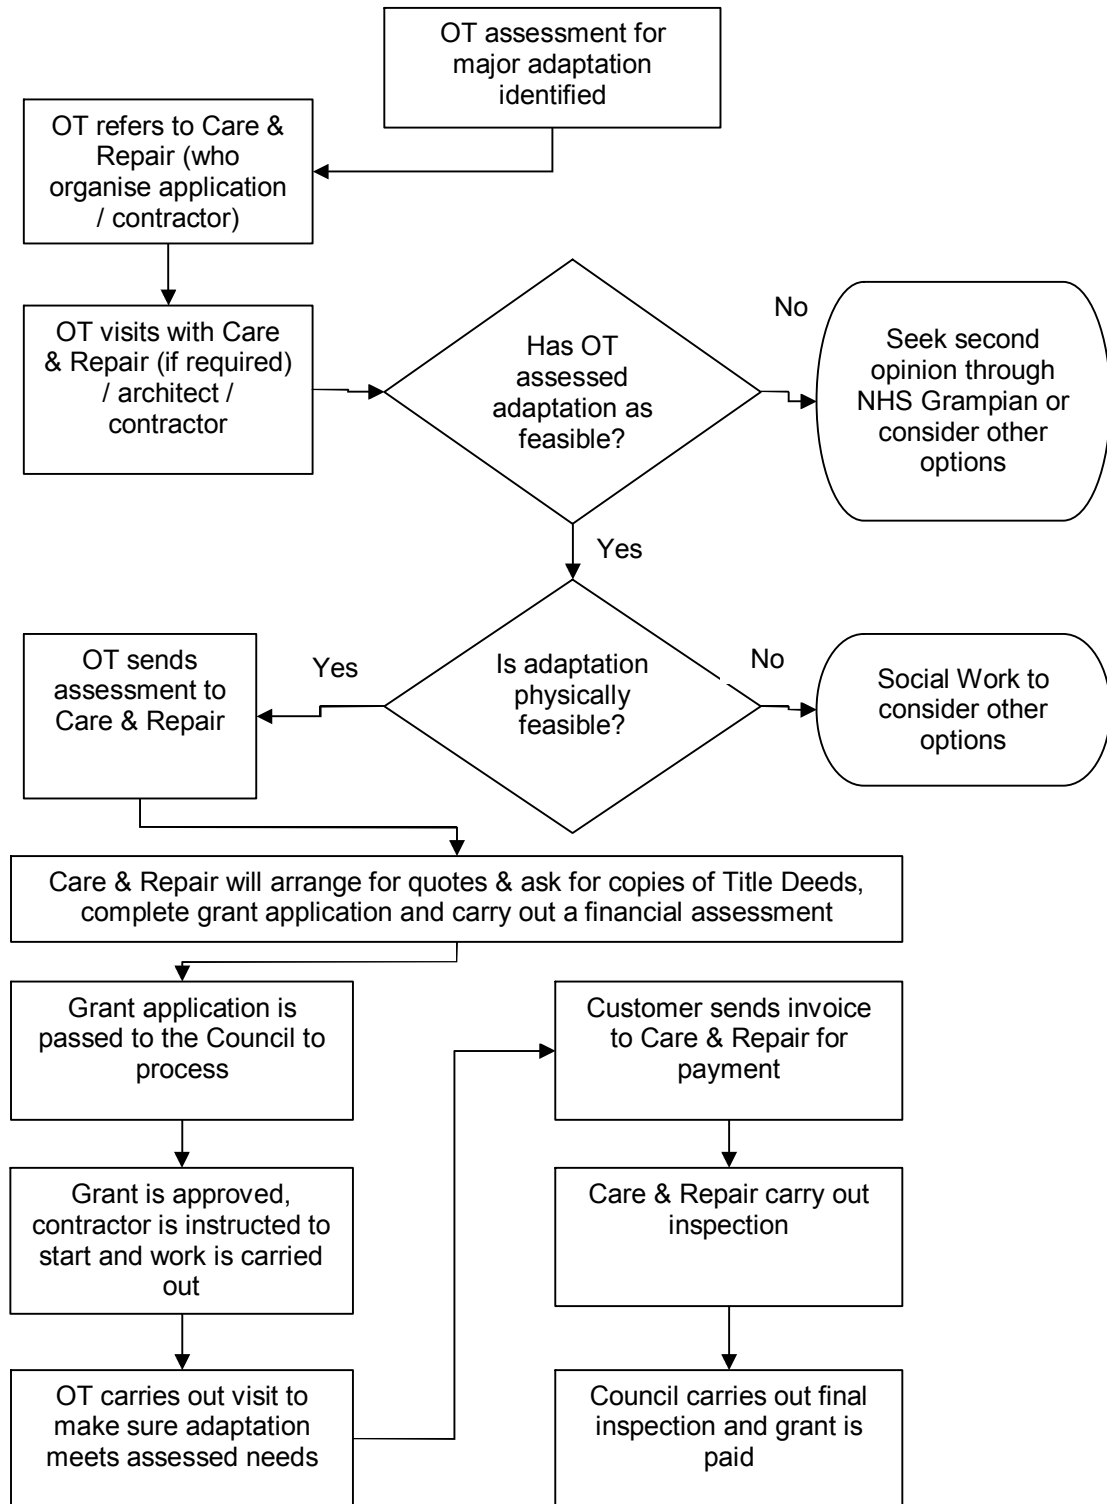 OT assessment for
major adaptation
identified
OT refers to Care &
Repair (who
organise application
/ contractor)
OT visits with Care
& Repair (if required)
/ architect /
contractor
Has OT
assessed
adaptation as
feasible?
No
Seek second
opinion through
NHS Grampian or
consider other
options
Yes
Is adaptation
physically
feasible?
No
Social Work to
consider other
options
Yes
OT sends
assessment to
Care & Repair
Care & Repair will arrange for quotes & ask for copies of Title Deeds,
complete grant application and carry out a financial assessment
Grant application is
passed to the Council to
process
Grant is approved,
contractor is instructed to
start and work is carried
out
OT carries out visit to
make sure adaptation
meets assessed needs
Customer sends invoice
to Care & Repair for
payment
Care & Repair carry out
inspection
Council carries out final
inspection and grant is
paid